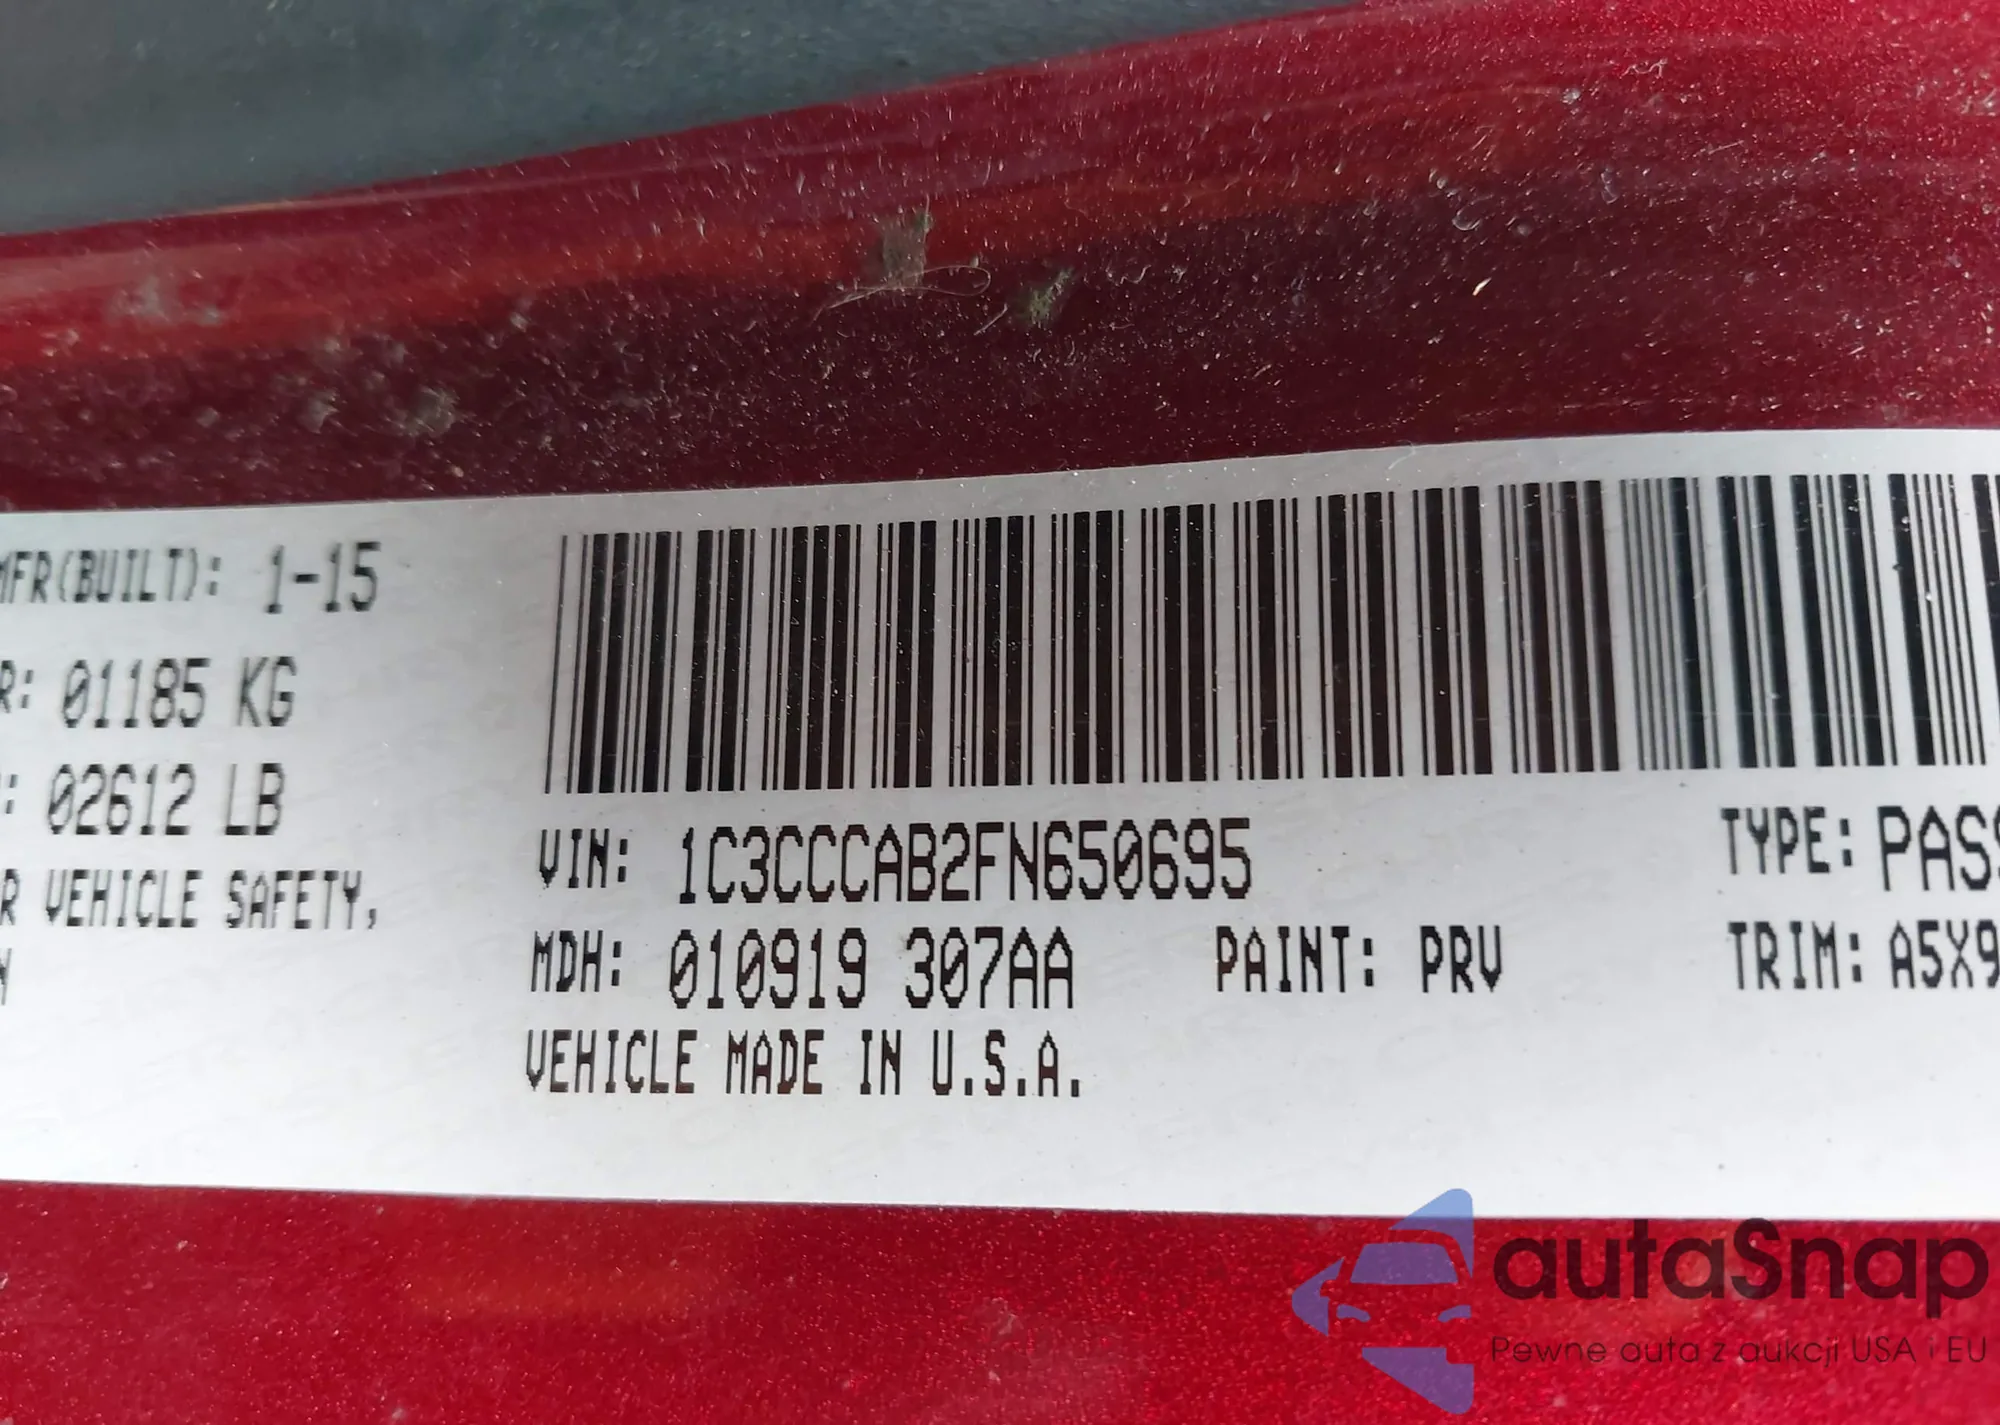 MFR(BUILT): 1-15
R: 01185 KG
: 02612 LB
R VEHICLE SAFETY,
N
VIN: 1C3CCCAB2FN650695
TYPE: PASS
MDH: 010919 307AA PAINT: PRV TRIM: A5X9
VEHICLE MADE IN U.S.A.
autaSnap
Pewne auta z aukcji USA i EU